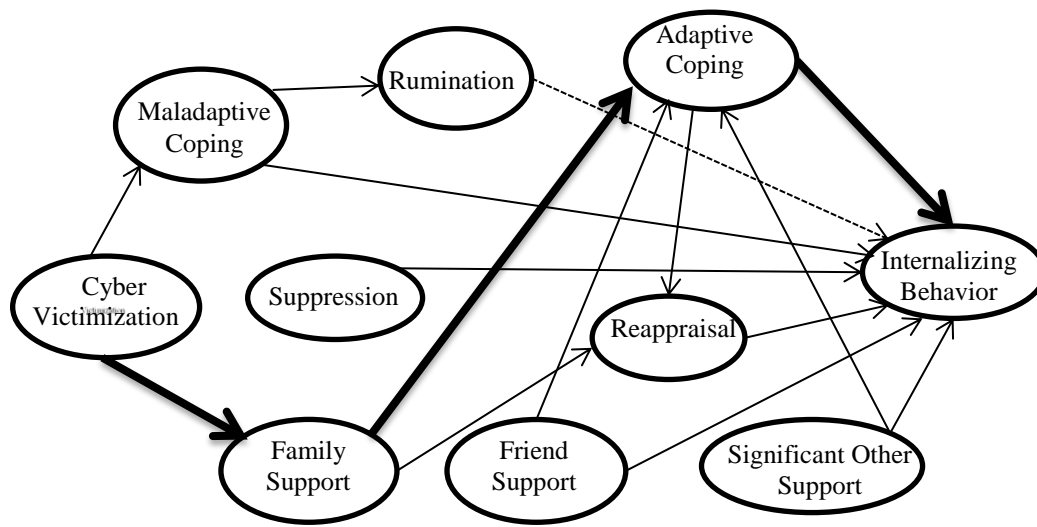 Adaptive
Coping
Rumination
Maladaptive
Coping
Cyber
Victimization
Suppression
Internalizing
Behavior
Reappraisal
Family
Support
Friend
Support
Significant Other
Support